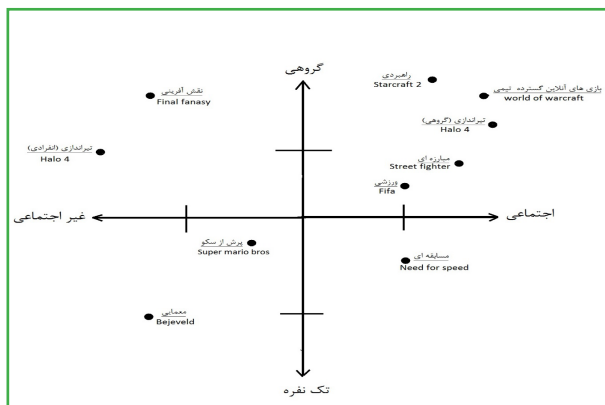 گروهی
راهبردی
Starcraft 2
نقش آفرینی
Final fanasy
بازی های آنلاین گسترده تیمی
world of warcraft
تیراندازی (گروهی)
Halo 4
تیراندازی (انفرادی)
Halo 4
مبارزه ای
Street fighter
ورزشی
Fifa
غیر اجتماعی
اجتماعی
پرش از سکو
Super mario bros
مسابقه ای
Need for speed
معمایی
Bejeveld
تک نفره